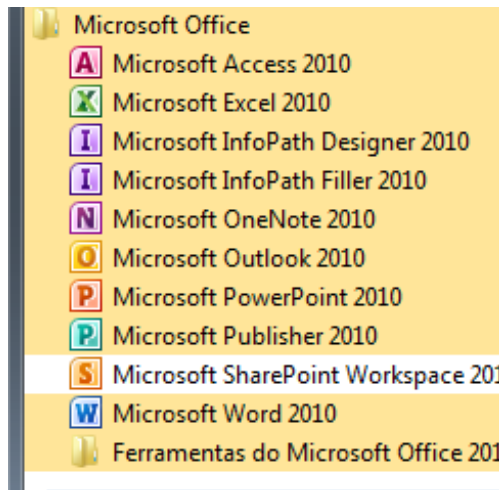 Microsoft Office
Microsoft Access 2010
Microsoft Excel 2010
Microsoft InfoPath Designer 2010
Microsoft InfoPath Filler 2010
Microsoft OneNote 2010
Microsoft Outlook 2010
Microsoft PowerPoint 2010
Microsoft Publisher 2010
Microsoft SharePoint Workspace 201
Microsoft Word 2010
Ferramentas do Microsoft Office 201